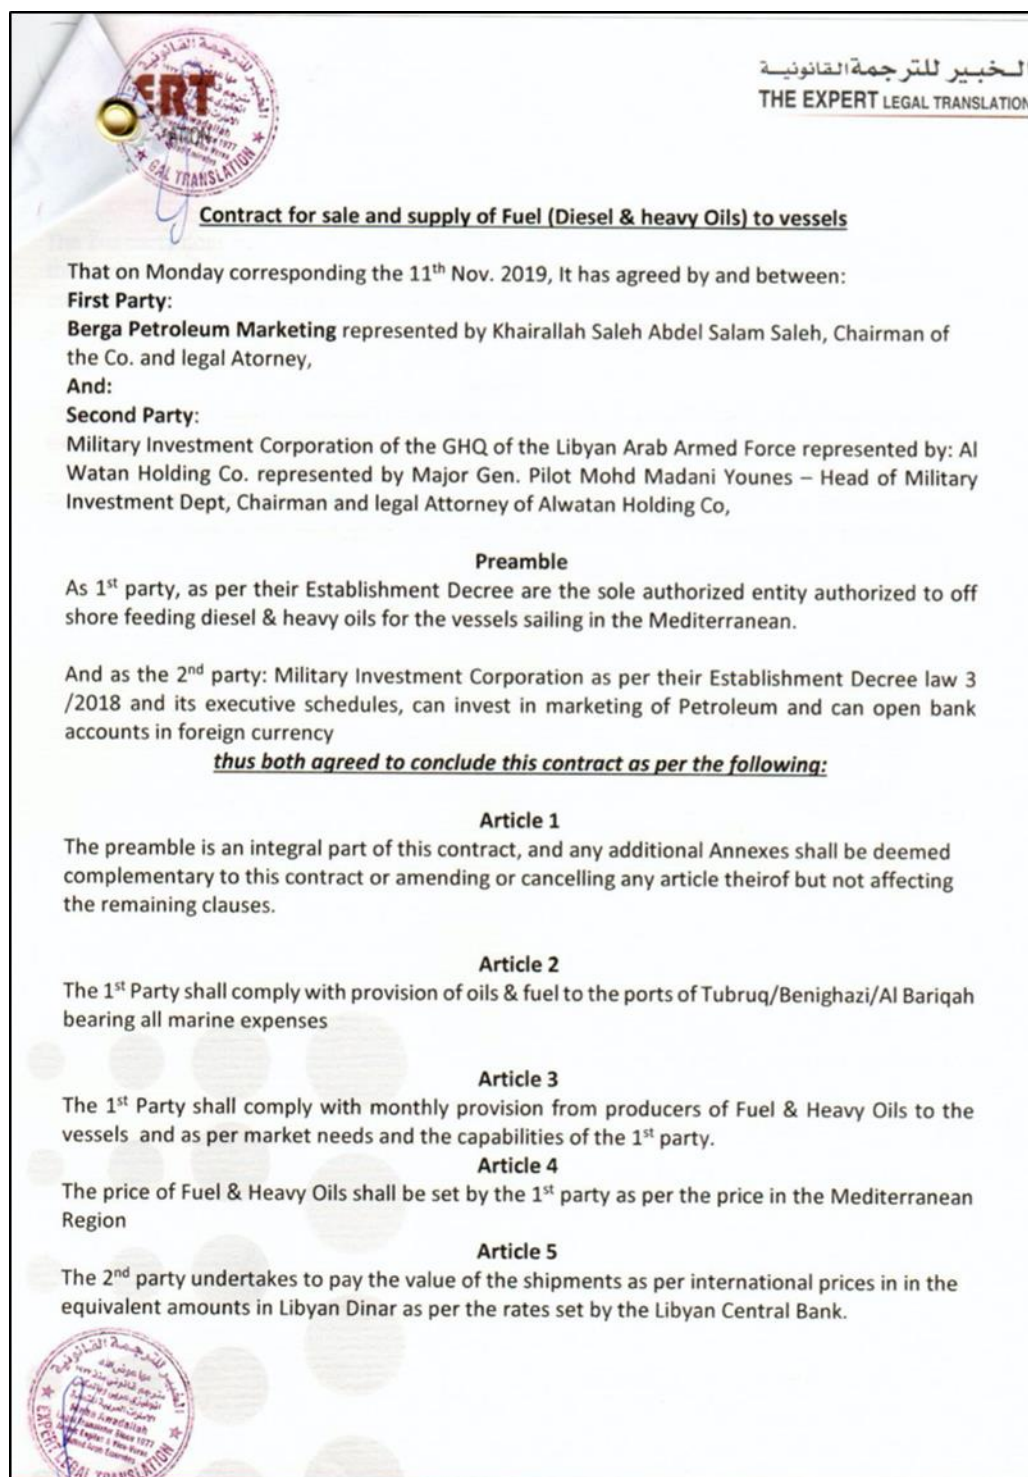 الخبير للترجمة القانونية
THE EXPERT LEGAL TRANSLATION
ERT
GAL TRANSLATION
Contract for sale and supply of Fuel (Diesel & heavy Oils) to vessels
That on Monday corresponding the 11th Nov. 2019, It has agreed by and between:
First Party:
Berga Petroleum Marketing represented by Khairallah Saleh Abdel Salam Saleh, Chairman of
the Co. and legal Atorney,
And:
Second Party:
Military Investment Corporation of the GHQ of the Libyan Arab Armed Force represented by: Al
Watan Holding Co. represented by Major Gen. Pilot Mohd Madani Younes – Head of Military
Investment Dept, Chairman and legal Attorney of Alwatan Holding Co,
Preamble
As 1st party, as per their Establishment Decree are the sole authorized entity authorized to off
shore feeding diesel & heavy oils for the vessels sailing in the Mediterranean.
And as the 2nd party: Military Investment Corporation as per their Establishment Decree law 3
/2018 and its executive schedules, can invest in marketing of Petroleum and can open bank
accounts in foreign currency
thus both agreed to conclude this contract as per the following:
Article 1
The preamble is an integral part of this contract, and any additional Annexes shall be deemed
complementary to this contract or amending or cancelling any article theirof but not affecting
the remaining clauses.
Article 2
The 1st Party shall comply with provision of oils & fuel to the ports of Tubruq/Benighazi/Al Bariqah
bearing all marine expenses
Article 3
The 1st Party shall comply with monthly provision from producers of Fuel & Heavy Oils to the
vessels and as per market needs and the capabilities of the 1st party.
Article 4
The price of Fuel & Heavy Oils shall be set by the 1st party as per the price in the Mediterranean
Region
Article 5
The 2nd party undertakes to pay the value of the shipments as per international prices in in the
equivalent amounts in Libyan Dinar as per the rates set by the Libyan Central Bank.
الخبير للترجمة القانونية
Legal Translator Since 1977
EXPERT LEGAL TRANSLATION